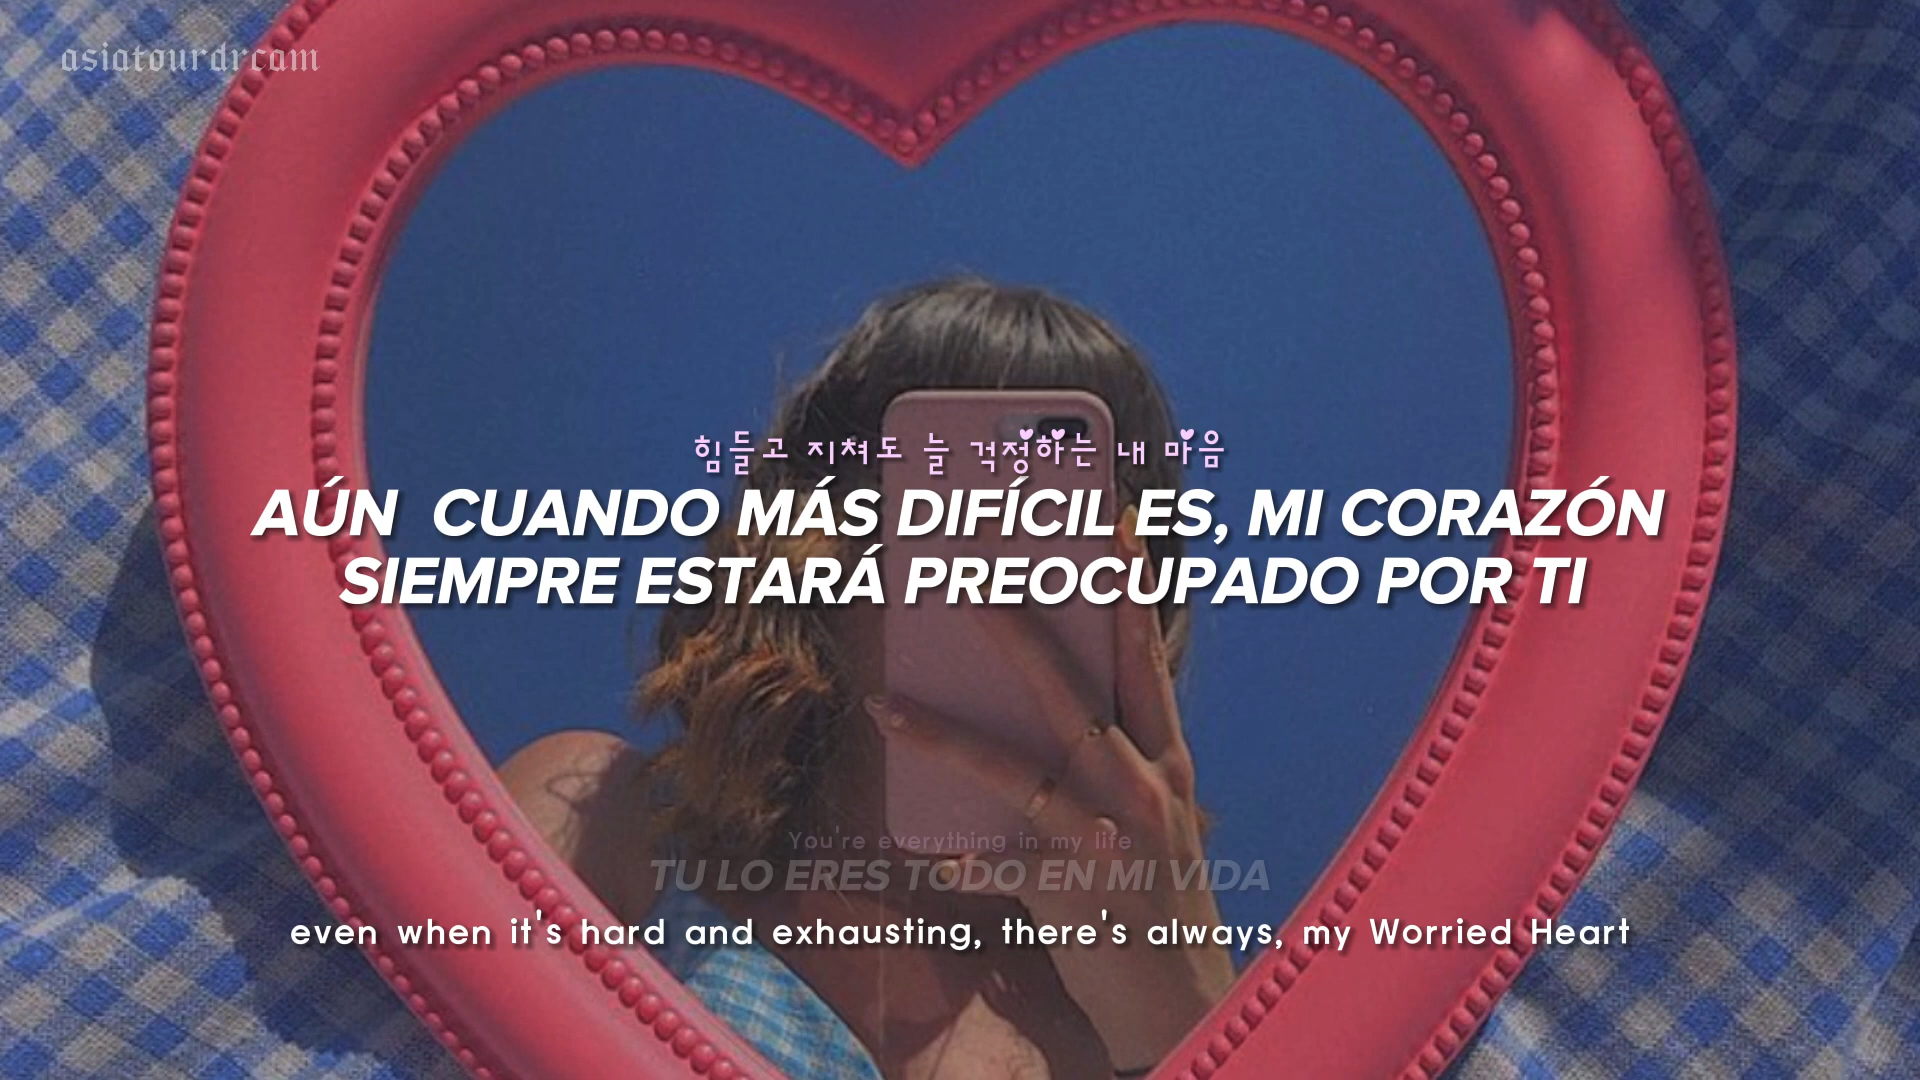 asiatourdrcam
힘들고 지쳐도 늘 걱정하는 내 마음
AÚN  CUANDO MÁS DIFÍCIL ES, MI CORAZÓN
SIEMPRE ESTARÁ PREOCUPADO POR TI
You're everything in my life
TU LO ERES TODO EN MI VIDA
even when it's hard and exhausting, there's always, my Worried Heart